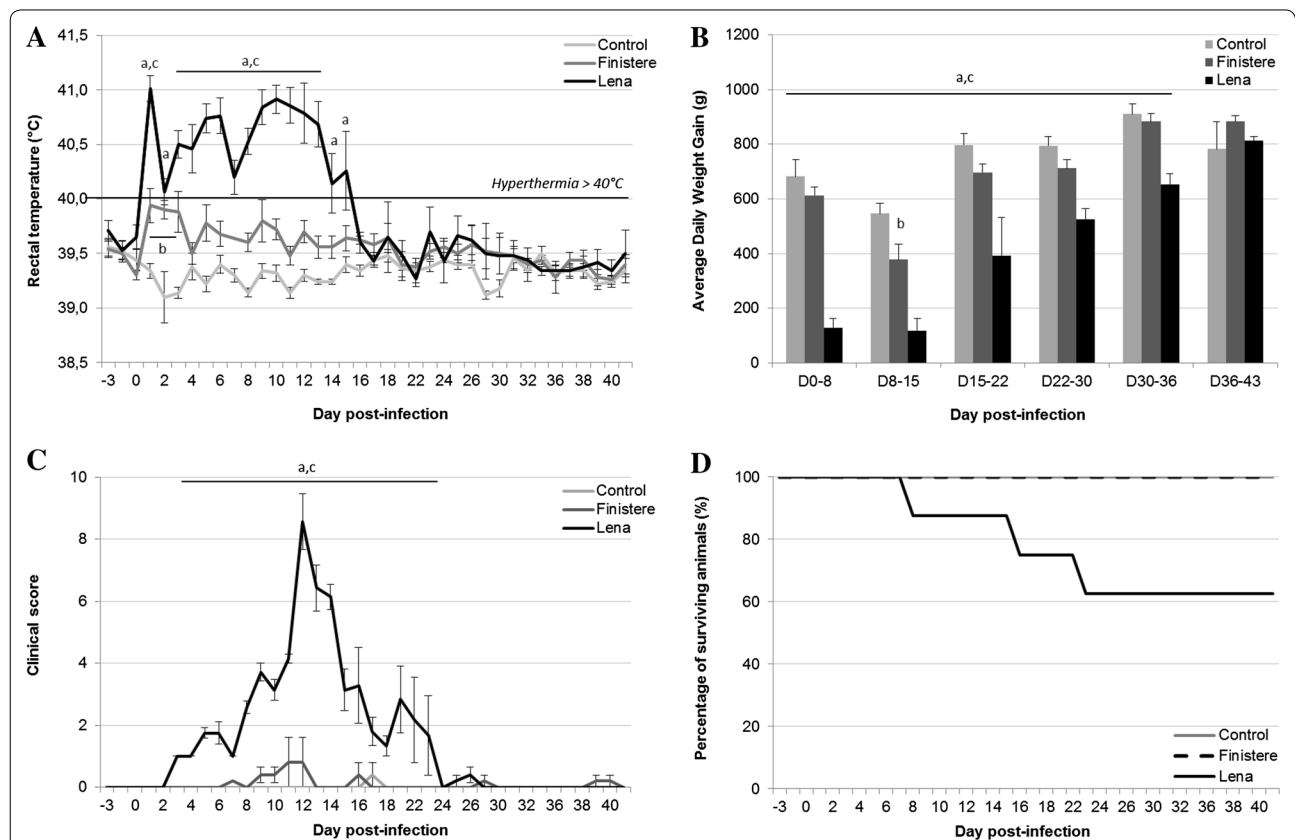 A
41,5
41,0
40,5
40,0
39,5
39,0
38,5
Rectal temperature (°C)
a,c
a,c
a
a
a
b
Control
Finistere
Lena
Hyperthermia > 40°C
-3 0 2 4 6 8 10 12 14 16 18 20 22 24 26 28 30 32 34 36 38 40
Day post-infection
B
1200
1000
800
600
400
200
0
Average Daily Weight Gain (g)
Control
Finistere
Lena
a,c
b
D0-8 D8-15 D15-22 D22-30 D30-36 D36-43
Day post-infection
C
10
8
6
4
2
0
Clinical score
a,c
Control
Finistere
Lena
-3 0 2 4 6 8 10 12 14 16 18 20 22 24 26 28 30 32 34 36 38 40
Day post-infection
D
100
80
60
40
20
0
Percentage of surviving animals (%)
Control
Finistere
Lena
-3 0 2 4 6 8 10 12 14 16 18 20 22 24 26 28 30 32 34 36 38 40
Day post-infection